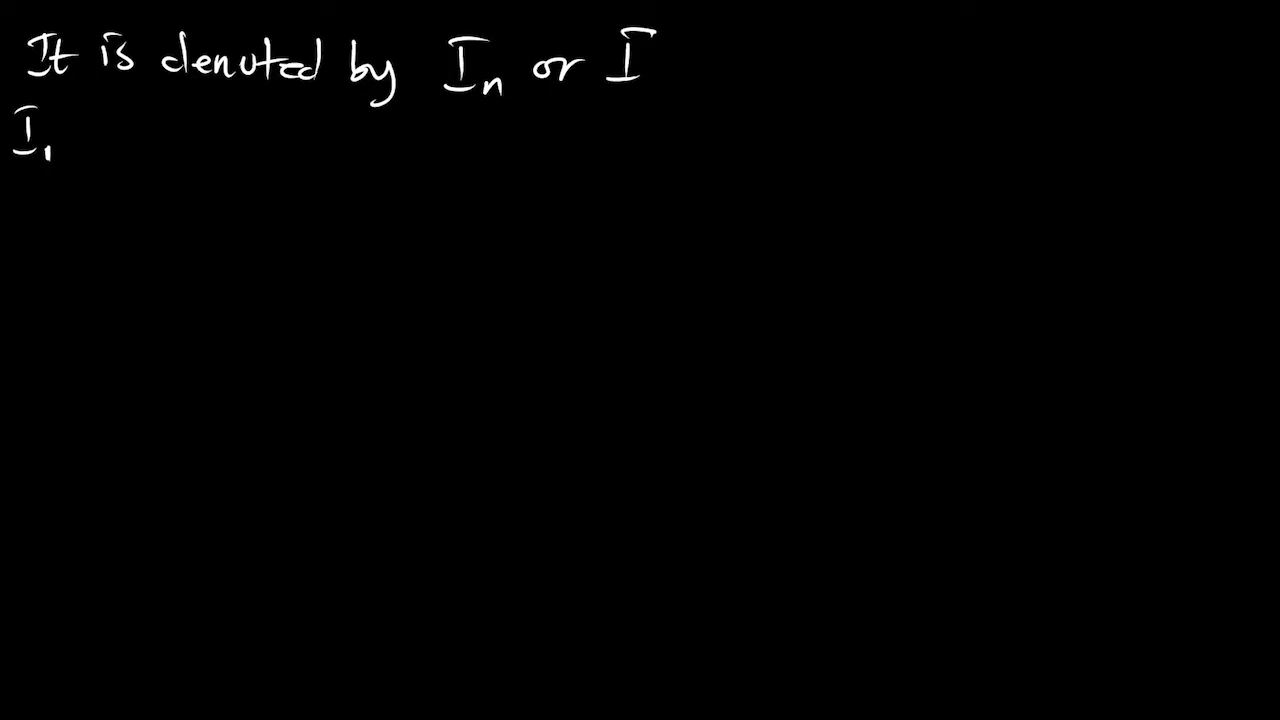 It is denoted by Iₙ or I
I₁